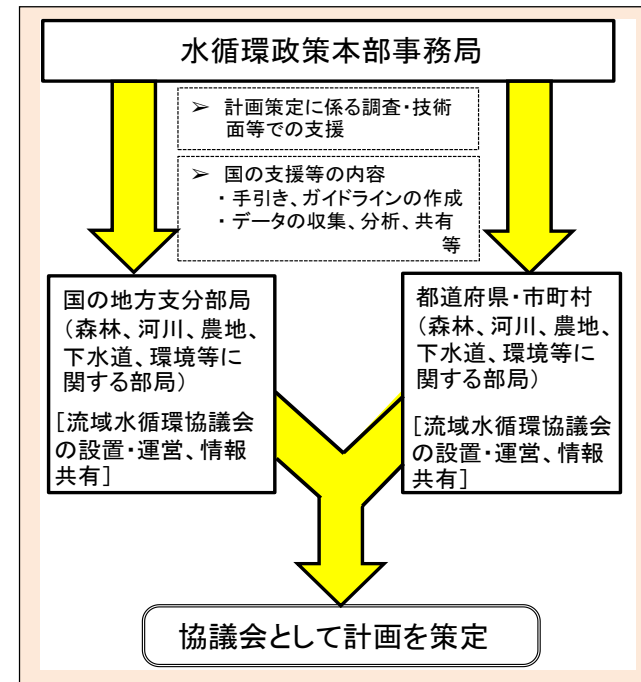 水循環政策本部事務局
➢ 計画策定に係る調査・技術
面等での支援
➢ 国の支援等の内容
・手引き、ガイドラインの作成
・データの収集、分析、共有
等
国の地方支分部局
（森林、河川、農地、
下水道、環境等に
関する部局）
[流域水循環協議会
の設置・運営、情報
共有]
都道府県・市町村
（森林、河川、農地、
下水道、環境等に
関する部局）
[流域水循環協議会
の設置・運営、情報
共有]
協議会として計画を策定